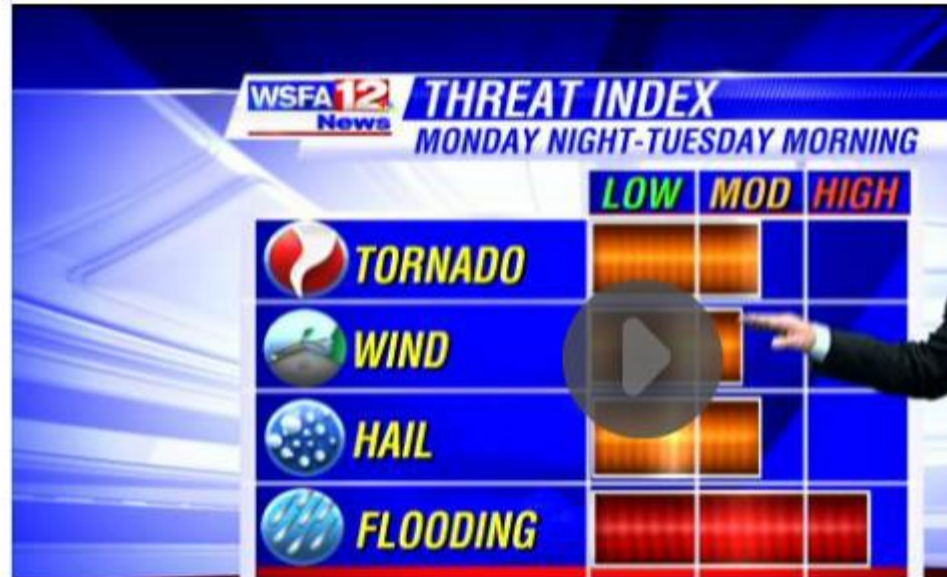 WSFA 12
News
THREAT INDEX
MONDAY NIGHT-TUESDAY MORNING
LOW MOD HIGH
TORNADO
WIND
HAIL
FLOODING